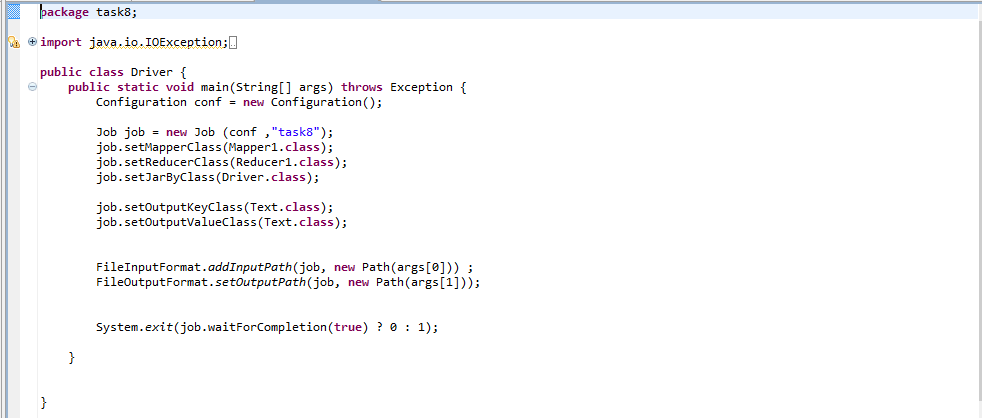 package task8;
import java.io.IOException;
public class Driver {
public static void main(String[] args) throws Exception {
Configuration conf = new Configuration();
Job job = new Job (conf ,"task8");
job.setMapperClass(Mapper1.class);
job.setReducerClass(Reducer1.class);
job.setJarByClass(Driver.class);
job.setOutputKeyClass(Text.class);
job.setOutputValueClass(Text.class);
FileInputFormat.addInputPath(job, new Path(args[0])) ;
FileOutputFormat.setOutputPath(job, new Path(args[1]));
System.exit(job.waitForCompletion(true) ? 0 : 1);
}
}